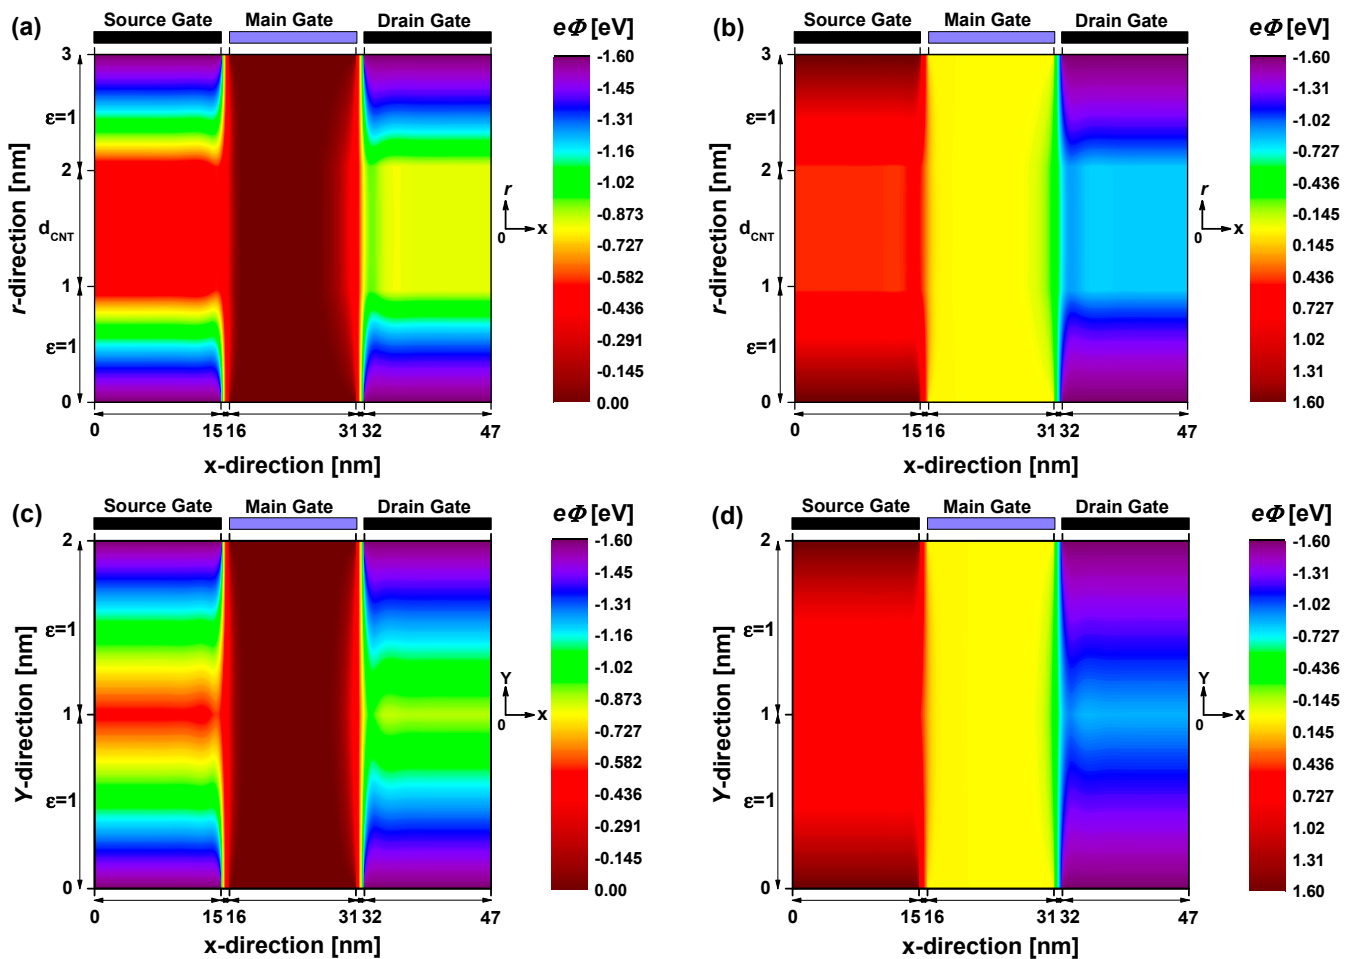 (a)
Source Gate Main Gate Drain Gate
eΦ [eV]
3
2
1
0
ε=1
d_CNT
ε=1
r-direction [nm]
r
0 x
-1.60
-1.45
-1.31
-1.16
-1.02
-0.873
-0.727
-0.582
-0.436
-0.291
-0.145
0.00
0 15 16 31 32 47
x-direction [nm]
(b)
Source Gate Main Gate Drain Gate
eΦ [eV]
3
2
1
0
ε=1
d_CNT
ε=1
r-direction [nm]
r
0 x
-1.60
-1.31
-1.02
-0.727
-0.436
-0.145
0.145
0.436
0.727
1.02
1.31
1.60
0 15 16 31 32 47
x-direction [nm]
(c)
Source Gate Main Gate Drain Gate
eΦ [eV]
2
1
0
ε=1
ε=1
Y-direction [nm]
Y
0 x
-1.60
-1.45
-1.31
-1.16
-1.02
-0.873
-0.727
-0.582
-0.436
-0.291
-0.145
0.00
0 15 16 31 32 47
x-direction [nm]
(d)
Source Gate Main Gate Drain Gate
eΦ [eV]
2
1
0
ε=1
ε=1
Y-direction [nm]
Y
0 x
-1.60
-1.31
-1.02
-0.727
-0.436
-0.145
0.145
0.436
0.727
1.02
1.31
1.60
0 15 16 31 32 47
x-direction [nm]